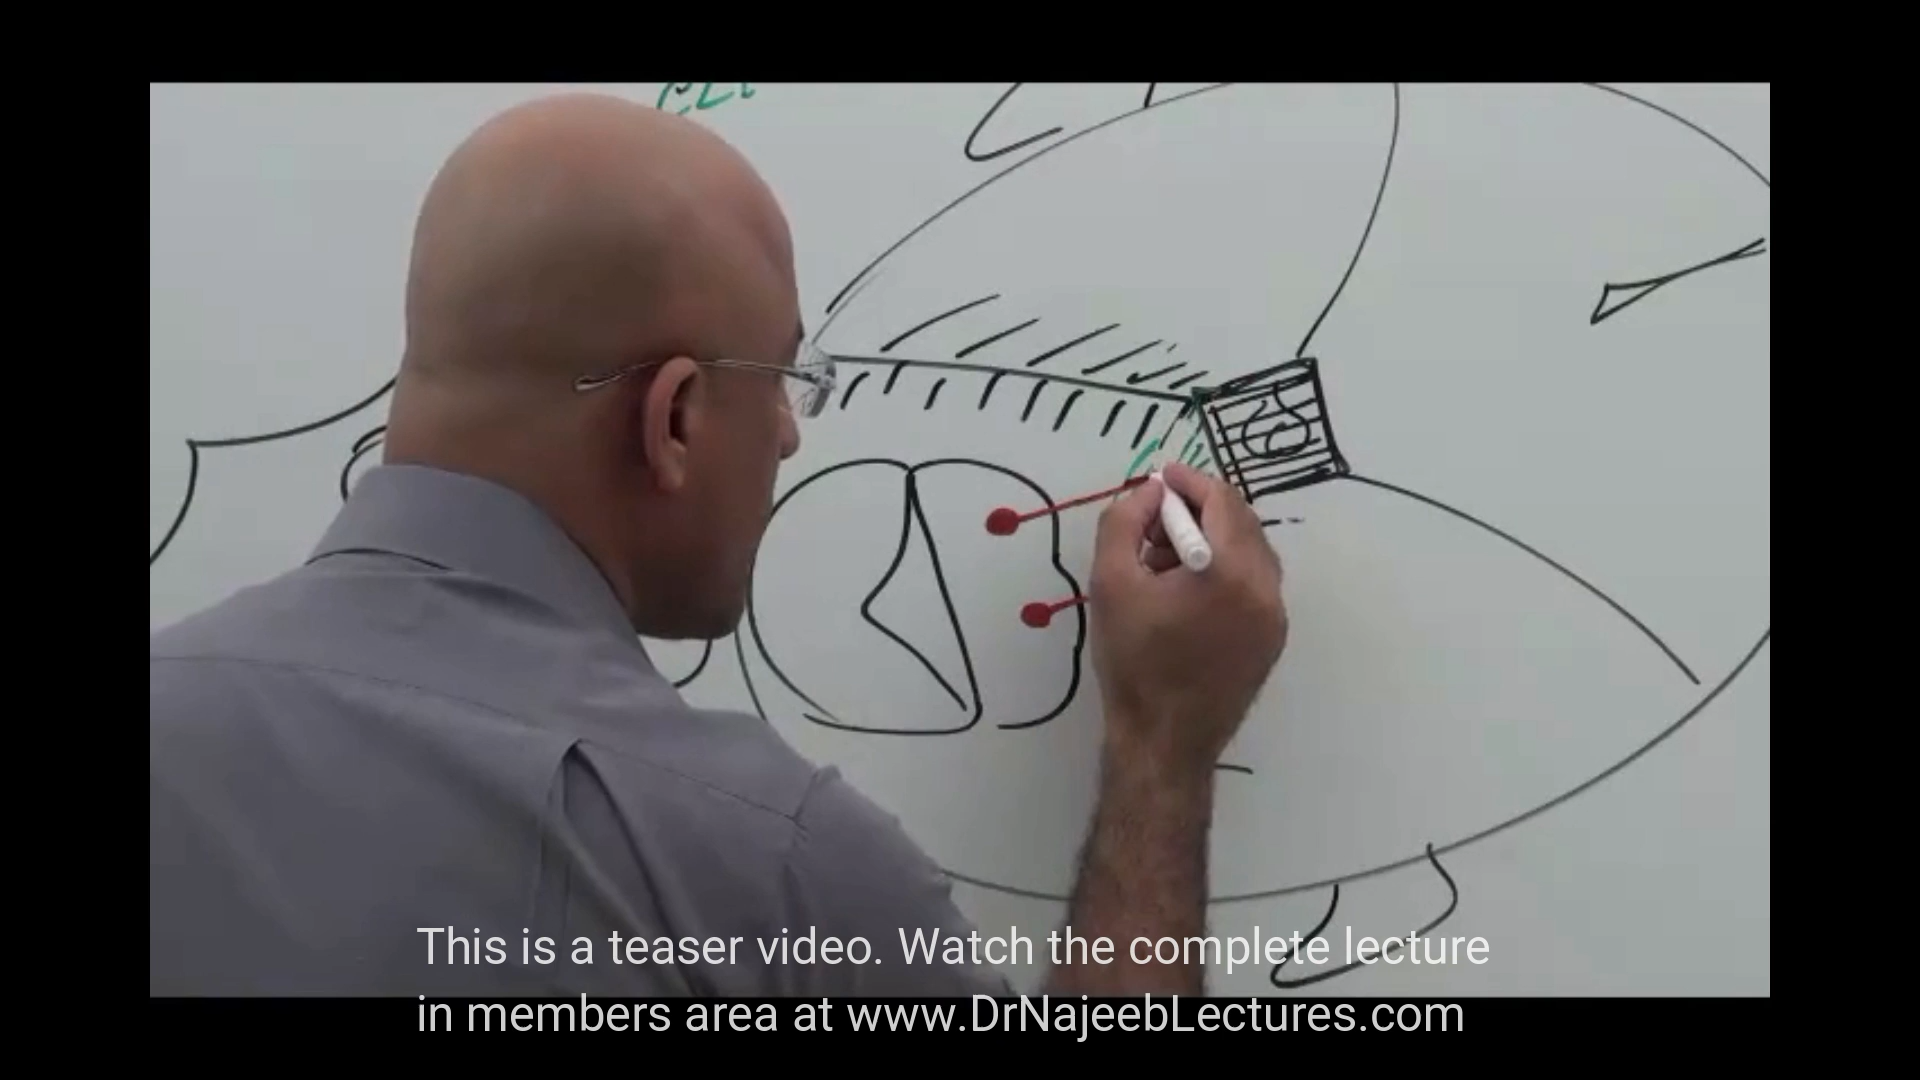 This is a teaser video. Watch the complete lecture
in members area at www.DrNajeebLectures.com